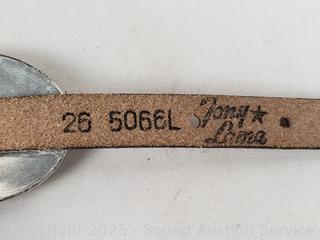 26 5066L Tony★
Lama
Copyright 2025 - Sound Auction Service